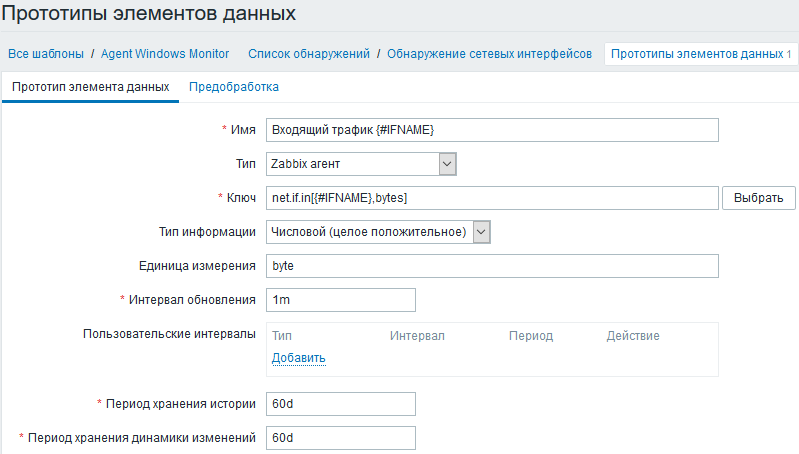 Прототипы элементов данных
Все шаблоны / Agent Windows Monitor Список обнаружений / Обнаружение сетевых интерфейсов Прототипы элементов данных 1
Прототип элемента данных Предобработка
* Имя Входящий трафик {#IFNAME}
Тип Zabbix агент
* Ключ net.if.in[{#IFNAME},bytes] Выбрать
Тип информации Числовой (целое положительное)
Единица измерения byte
* Интервал обновления 1m
Пользовательские интервалы Тип Интервал Период Действие
Добавить
* Период хранения истории 60d
* Период хранения динамики изменений 60d